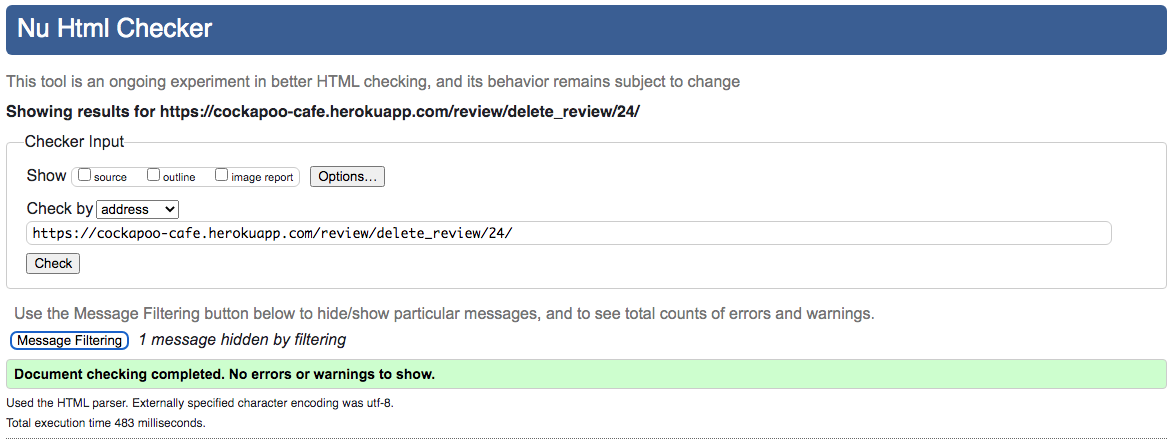 Nu Html Checker
This tool is an ongoing experiment in better HTML checking, and its behavior remains subject to change
Showing results for https://cockapoo-cafe.herokuapp.com/review/delete_review/24/
Checker Input
Show source outline image report Options...
Check by address
https://cockapoo-cafe.herokuapp.com/review/delete_review/24/
Check
Use the Message Filtering button below to hide/show particular messages, and to see total counts of errors and warnings.
Message Filtering 1 message hidden by filtering
Document checking completed. No errors or warnings to show.
Used the HTML parser. Externally specified character encoding was utf-8.
Total execution time 483 milliseconds.